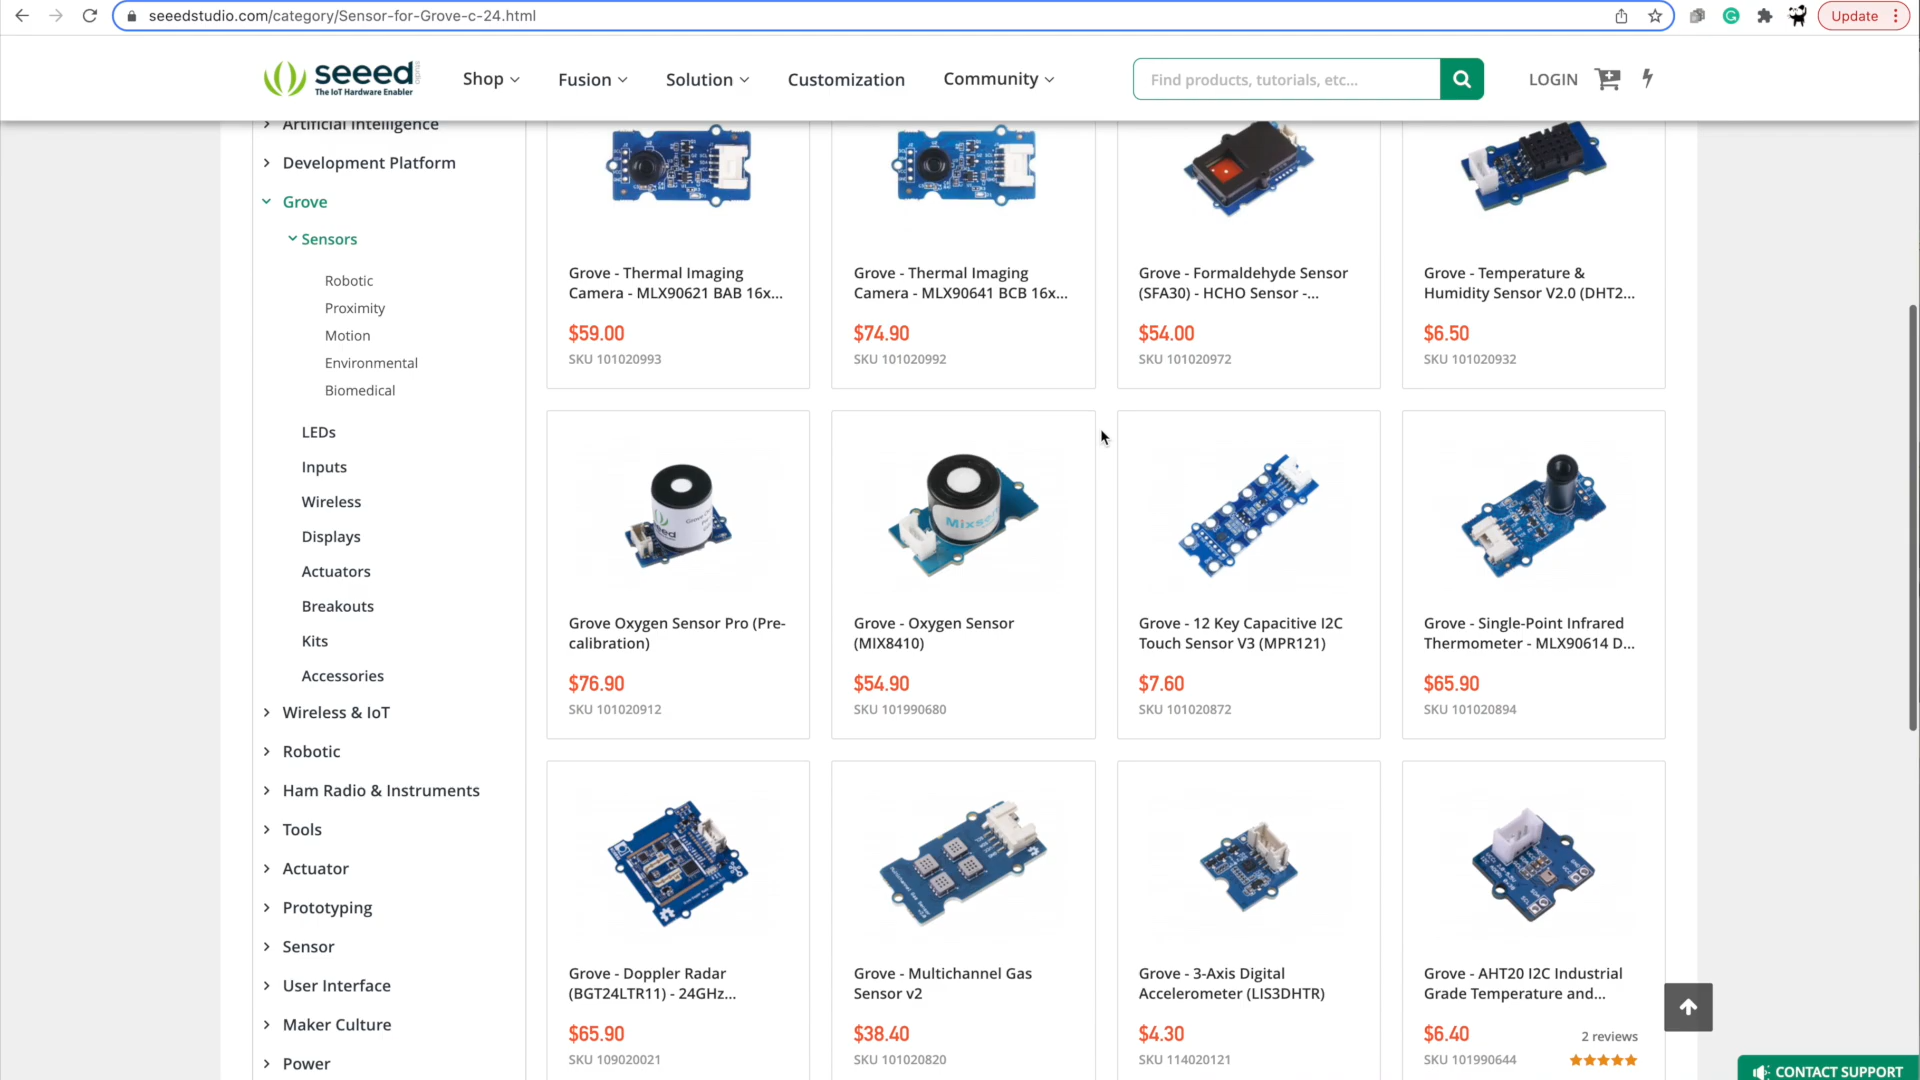 seeedstudio.com/category/Sensor-for-Grove-c-24.html
Update
seeed
studio
The IoT Hardware Enabler
Shop
Fusion
Solution
Customization
Community
Find products, tutorials, etc...
LOGIN
Artificial Intelligence
Development Platform
Grove
Sensors
Robotic
Proximity
Motion
Environmental
Biomedical
LEDs
Inputs
Wireless
Displays
Actuators
Breakouts
Kits
Accessories
Wireless & IoT
Robotic
Ham Radio & Instruments
Tools
Actuator
Prototyping
Sensor
User Interface
Maker Culture
Power
Grove - Thermal Imaging
Camera - MLX90621 BAB 16x...
$59.00
SKU 101020993
Grove - Thermal Imaging
Camera - MLX90641 BCB 16x...
$74.90
SKU 101020992
Grove - Formaldehyde Sensor
(SFA30) - HCHO Sensor -...
$54.00
SKU 101020972
Grove - Temperature &
Humidity Sensor V2.0 (DHT2...
$6.50
SKU 101020932
Grove Oxygen Sensor Pro (Pre-
calibration)
$76.90
SKU 101020912
Grove - Oxygen Sensor
(MIX8410)
$54.90
SKU 101990680
Grove - 12 Key Capacitive I2C
Touch Sensor V3 (MPR121)
$7.60
SKU 101020872
Grove - Single-Point Infrared
Thermometer - MLX90614 D...
$65.90
SKU 101020894
Grove - Doppler Radar
(BGT24LTR11) - 24GHz...
$65.90
SKU 109020021
Grove - Multichannel Gas
Sensor v2
$38.40
SKU 101020820
Grove - 3-Axis Digital
Accelerometer (LIS3DHTR)
$4.30
SKU 114020121
Grove - AHT20 I2C Industrial
Grade Temperature and...
$6.40
2 reviews
SKU 101990644
CONTACT SUPPORT